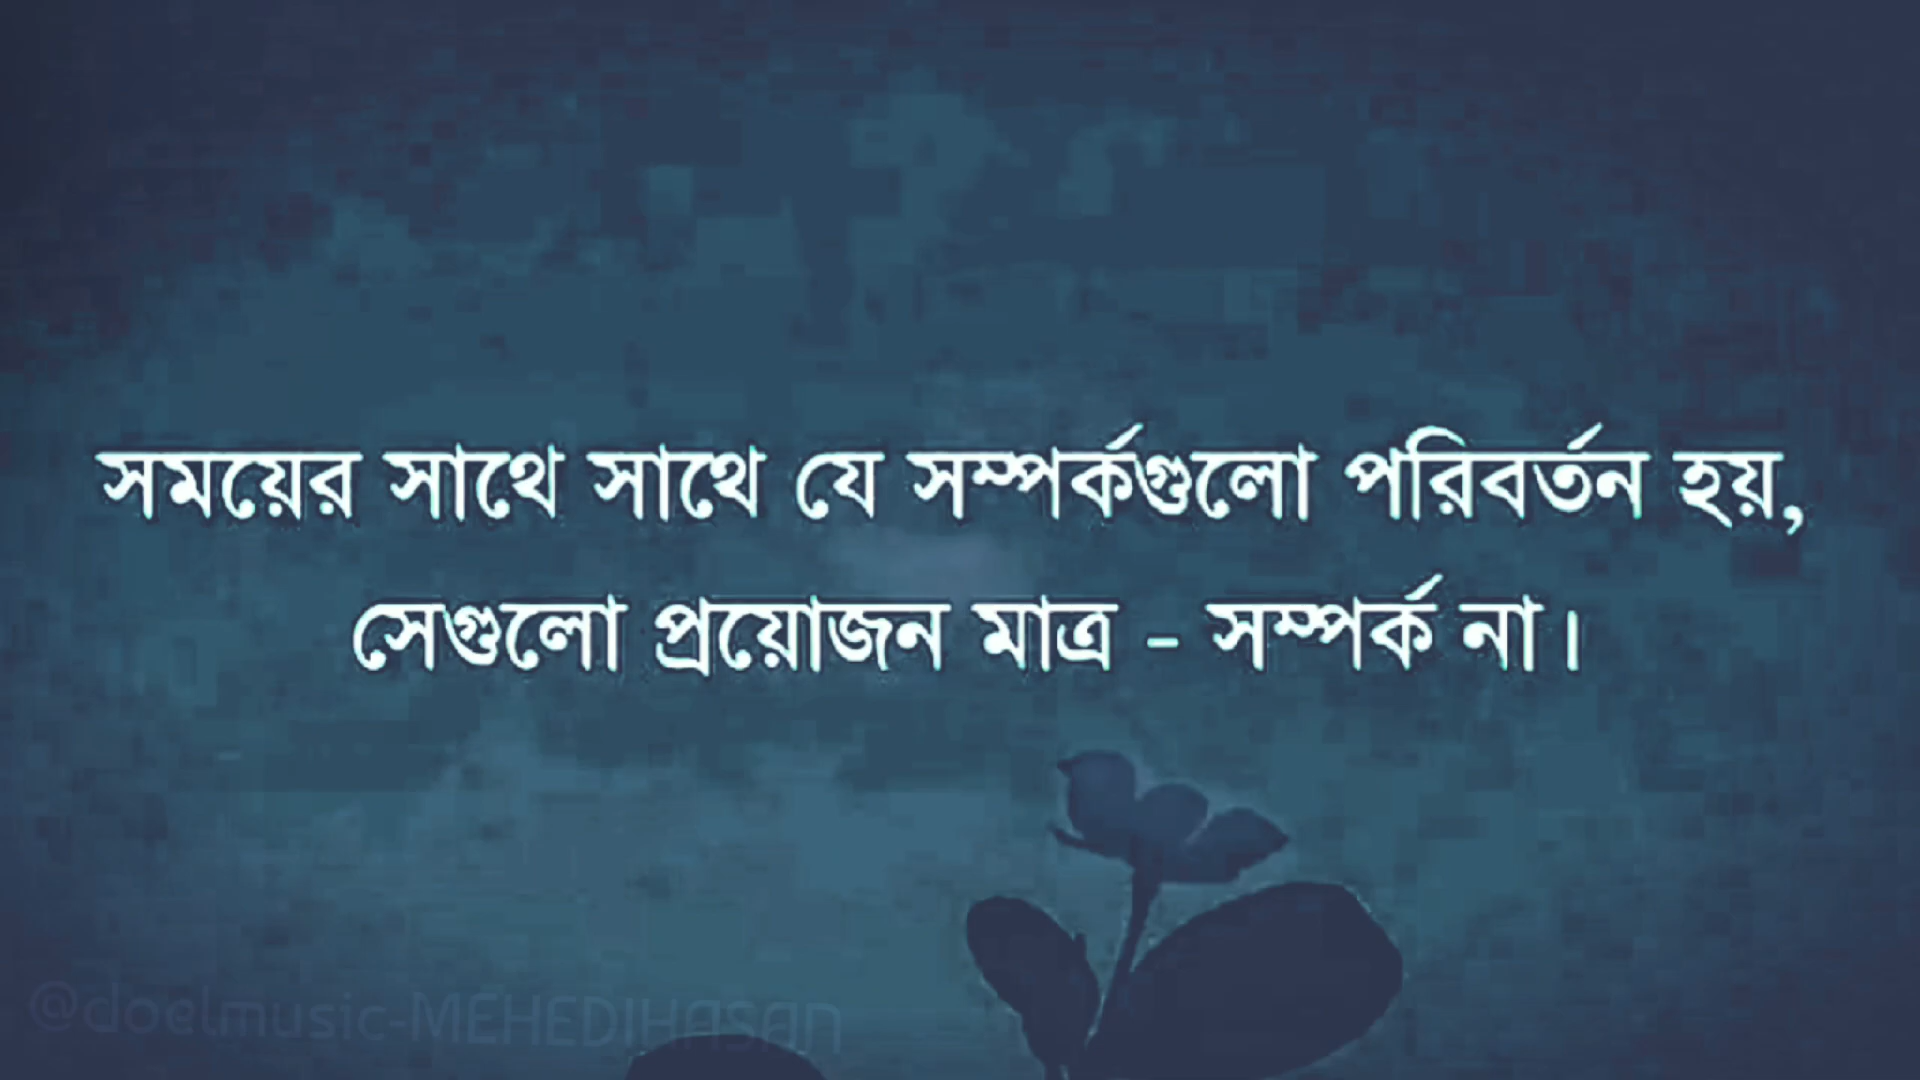 সময়ের সাথে সাথে যে সম্পর্কগুলো পরিবর্তন হয়,
সেগুলো প্রয়োজন মাত্র - সম্পর্ক না।
@doelmusic-MEHEDIHASAN